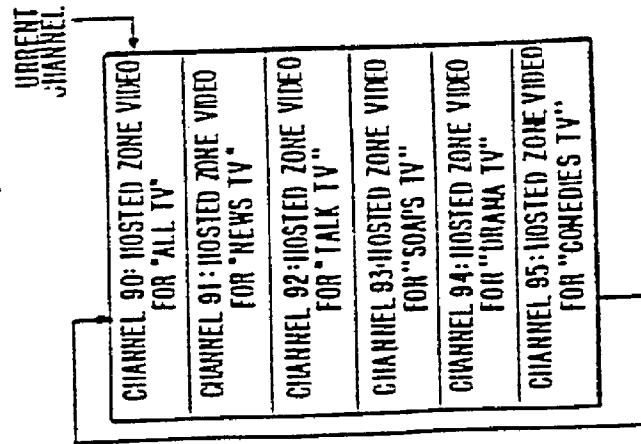 URRENT
HANNEL
CHANNEL 90: HOSTED ZONE VIDEO
FOR "ALL TV"
CHANNEL 91: HOSTED ZONE VIDEO
FOR "NEWS TV"
CHANNEL 92: HOSTED ZONE VIDEO
FOR "TALK TV"
CHANNEL 93: HOSTED ZONE VIDEO
FOR "SOAPS TV"
CHANNEL 94: HOSTED ZONE VIDEO
FOR "DRAMA TV"
CHANNEL 95: HOSTED ZONE VIDEO
FOR "COMEDIES TV"